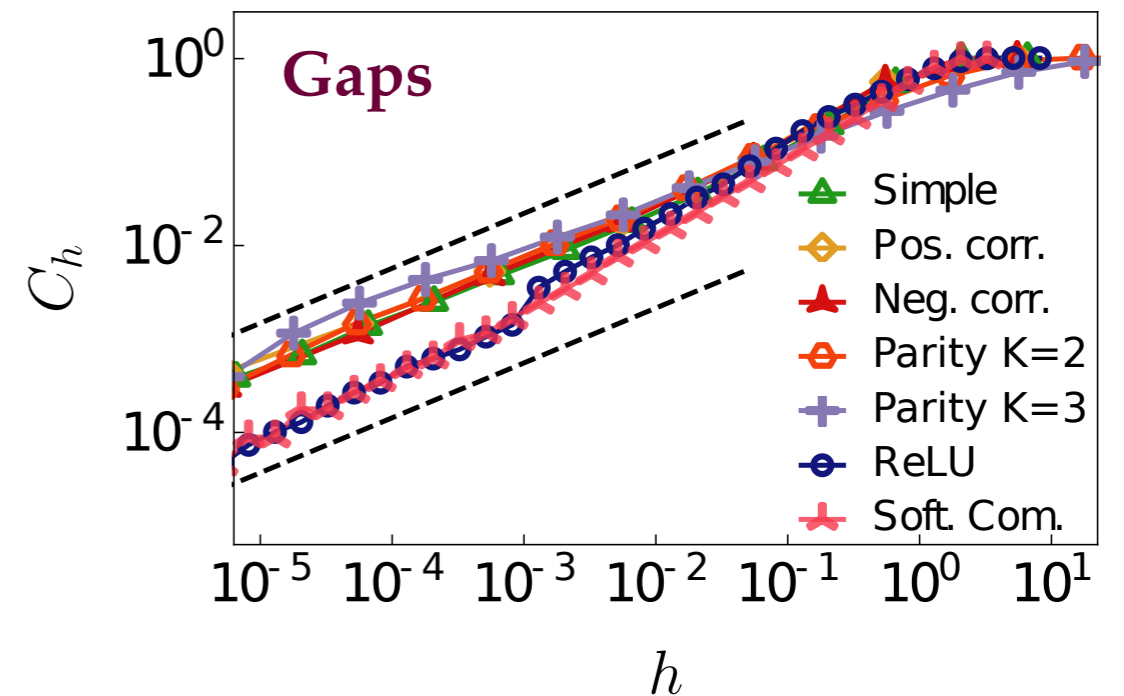 Gaps
10^0
10^-2
10^-4
C_h
Simple
Pos. corr.
Neg. corr.
Parity K=2
Parity K=3
ReLU
Soft. Com.
10^-5 10^-4 10^-3 10^-2 10^-1 10^0 10^1
h